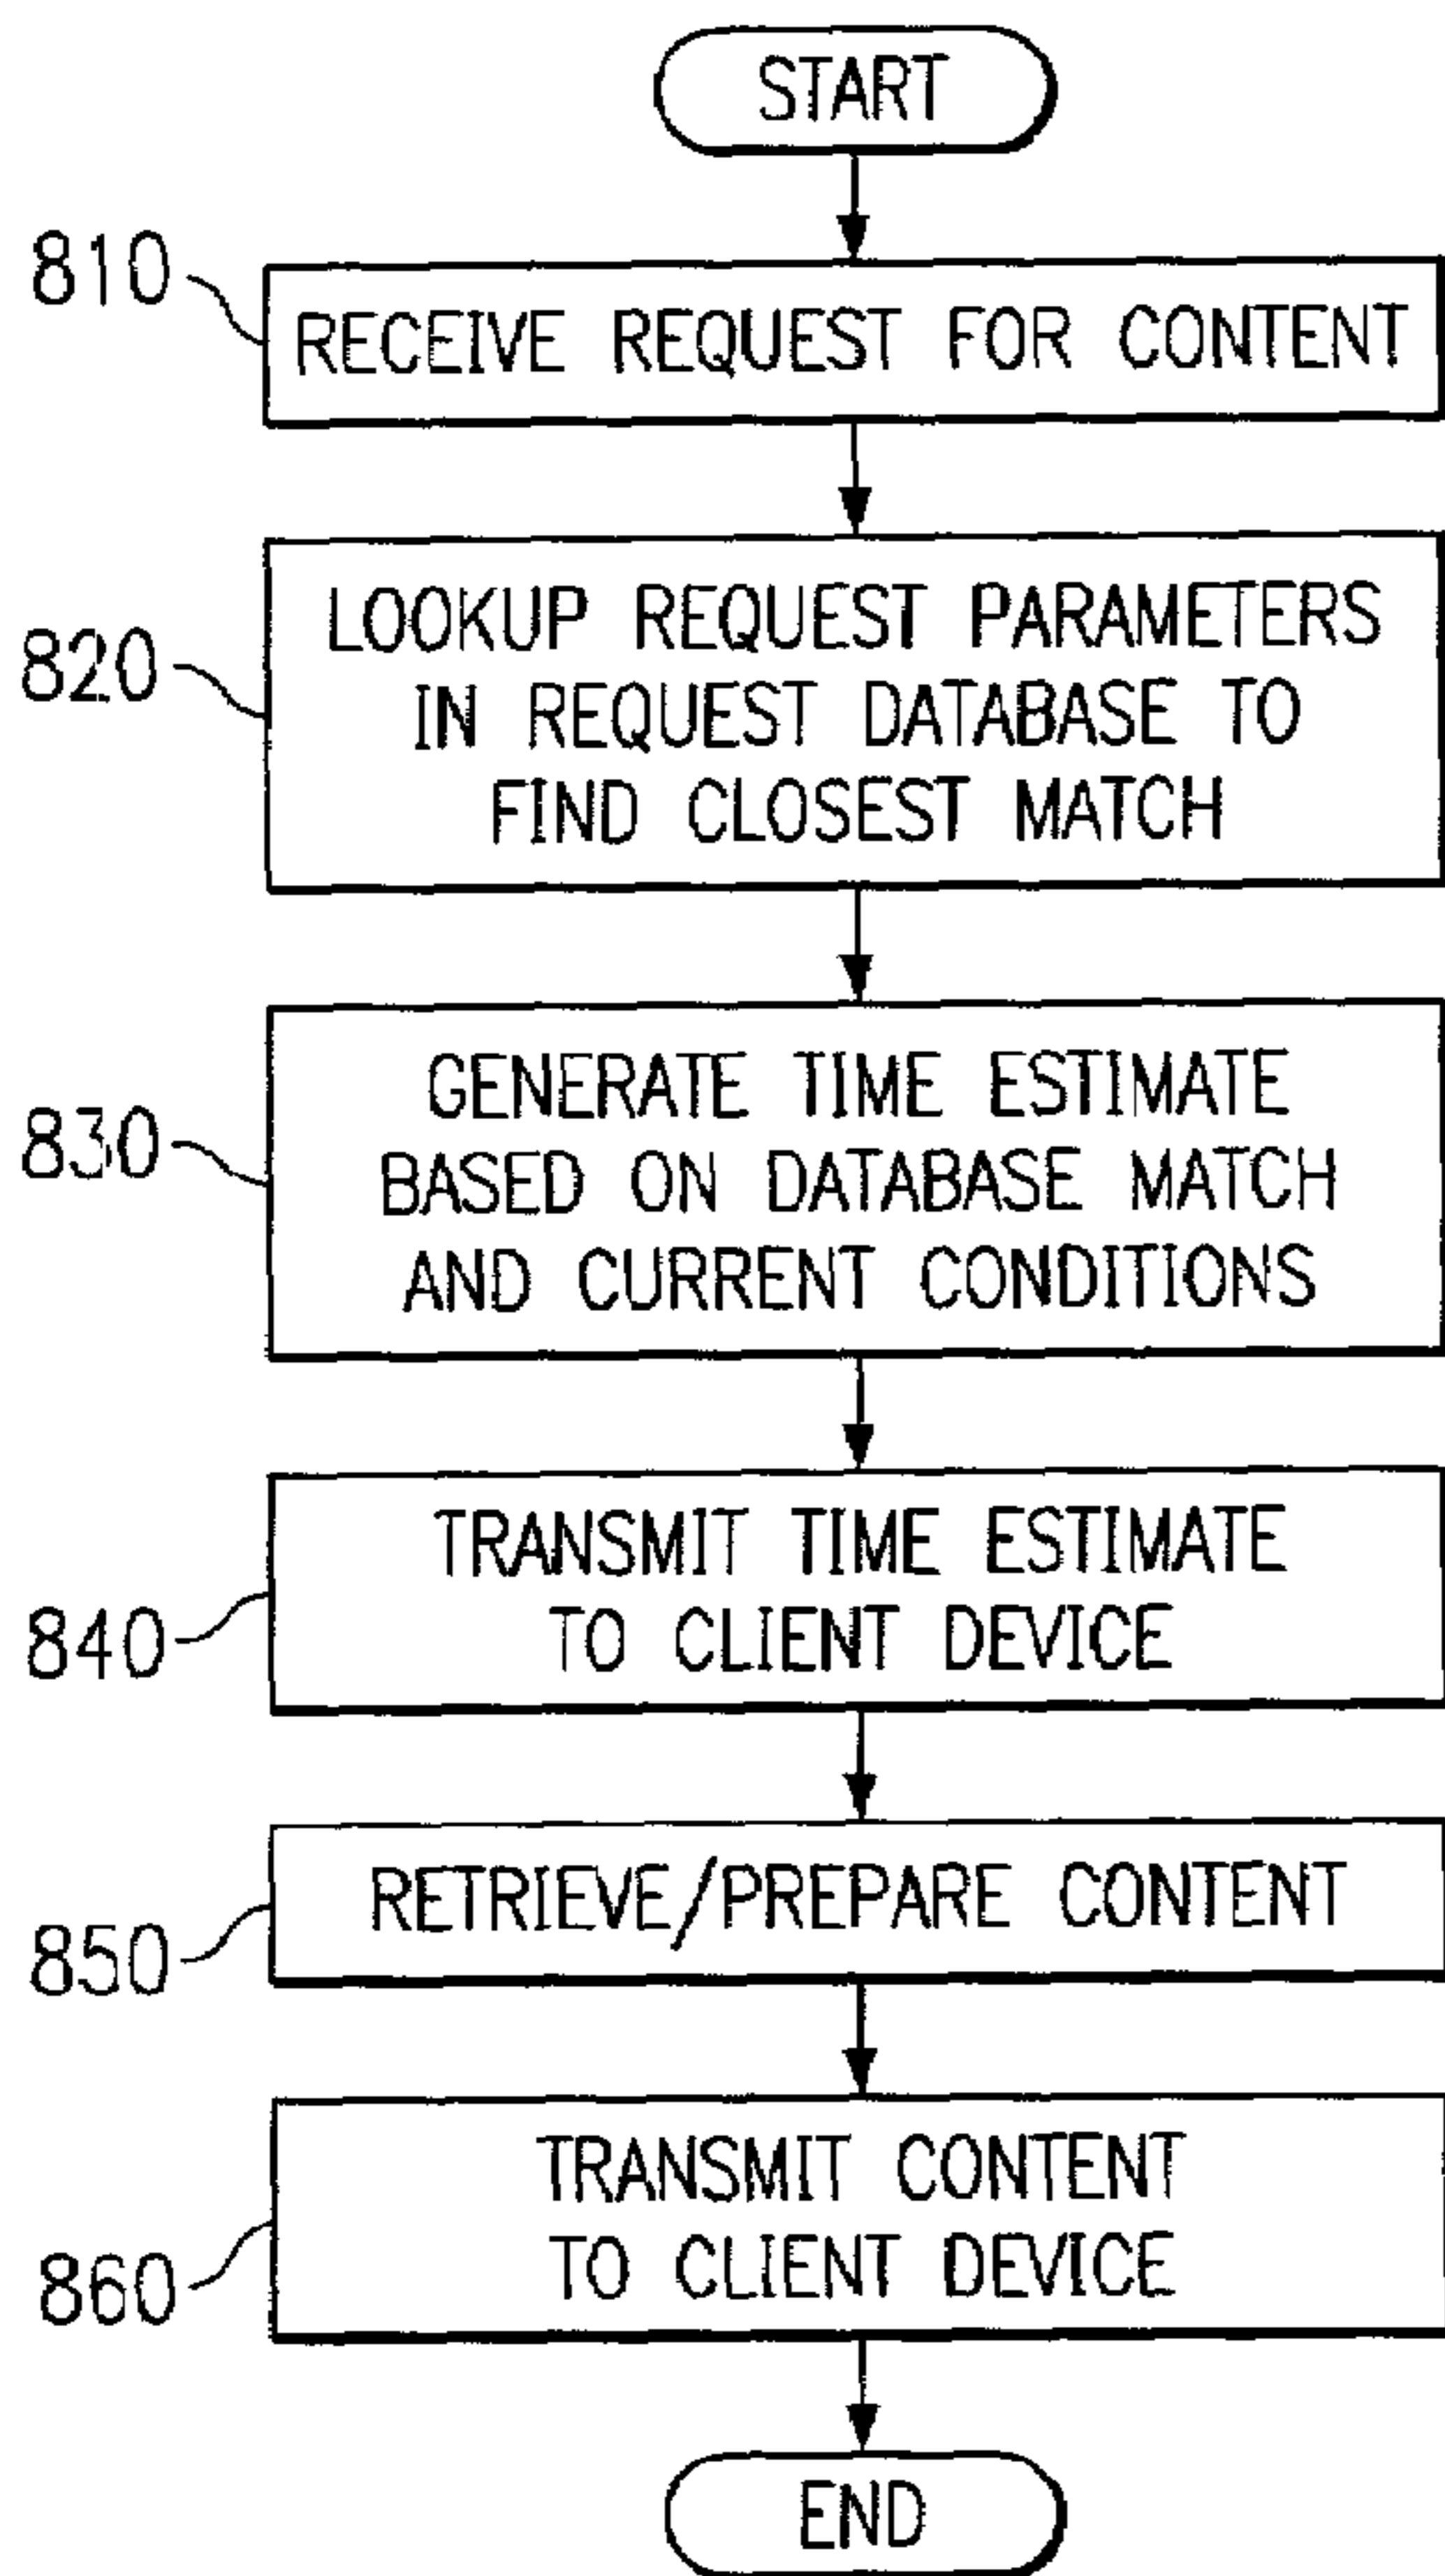 START
810
RECEIVE REQUEST FOR CONTENT
820
LOOKUP REQUEST PARAMETERS
IN REQUEST DATABASE TO
FIND CLOSEST MATCH
830
GENERATE TIME ESTIMATE
BASED ON DATABASE MATCH
AND CURRENT CONDITIONS
840
TRANSMIT TIME ESTIMATE
TO CLIENT DEVICE
850
RETRIEVE/PREPARE CONTENT
860
TRANSMIT CONTENT
TO CLIENT DEVICE
END